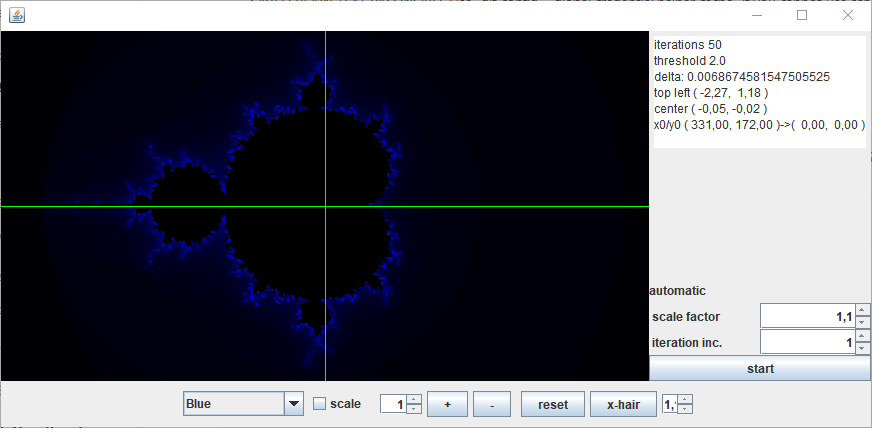 iterations 50
threshold 2.0
delta: 0.0068674581547505525
top left ( -2,27, 1,18 )
center ( -0,05, -0,02 )
x0/y0 ( 331,00, 172,00 )->( 0,00, 0,00 )
automatic
scale factor 1,1
iteration inc. 1
start
Blue scale 1 + - reset x-hair 1,